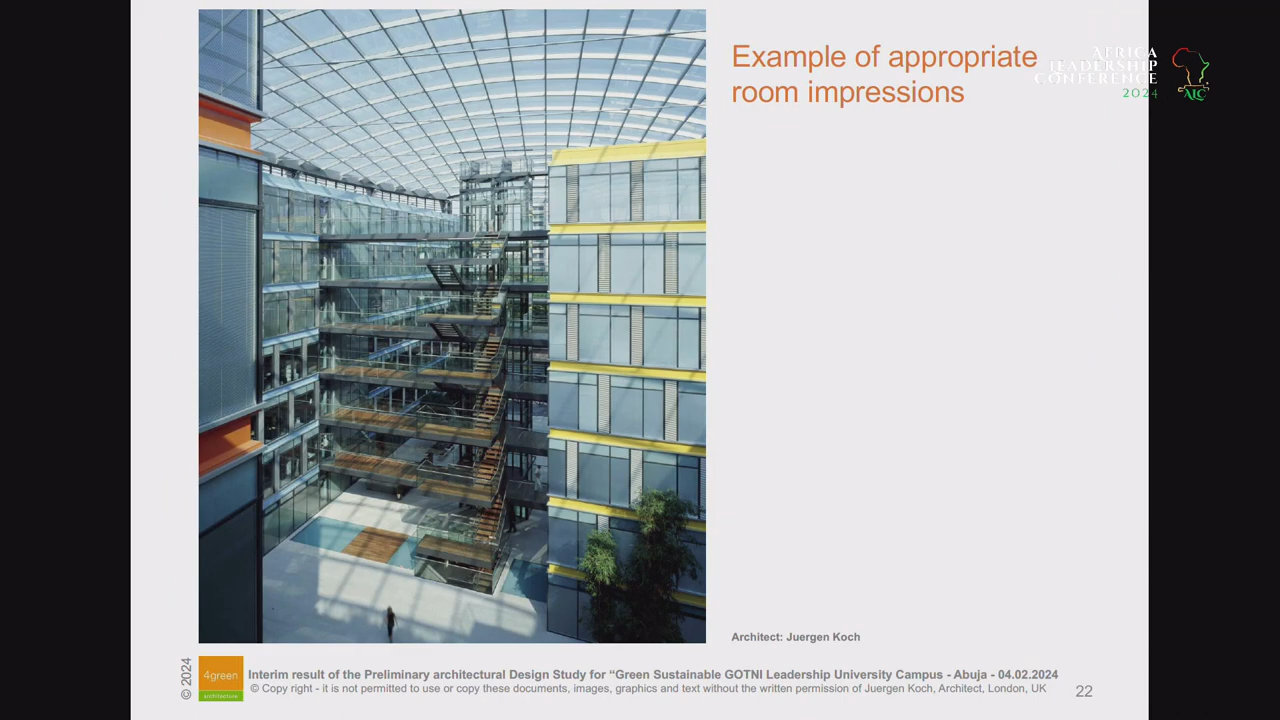 Example of appropriate
room impressions
AFRICA
LEADERSHIP
CONFERENCE
2024
ALC
Architect: Juergen Koch
© 2024
4green
architecture
Interim result of the Preliminary architectural Design Study for “Green Sustainable GOTNI Leadership University Campus - Abuja - 04.02.2024
© Copy right - it is not permitted to use or copy these documents, images, graphics and text without the written permission of Juergen Koch, Architect, London, UK
22